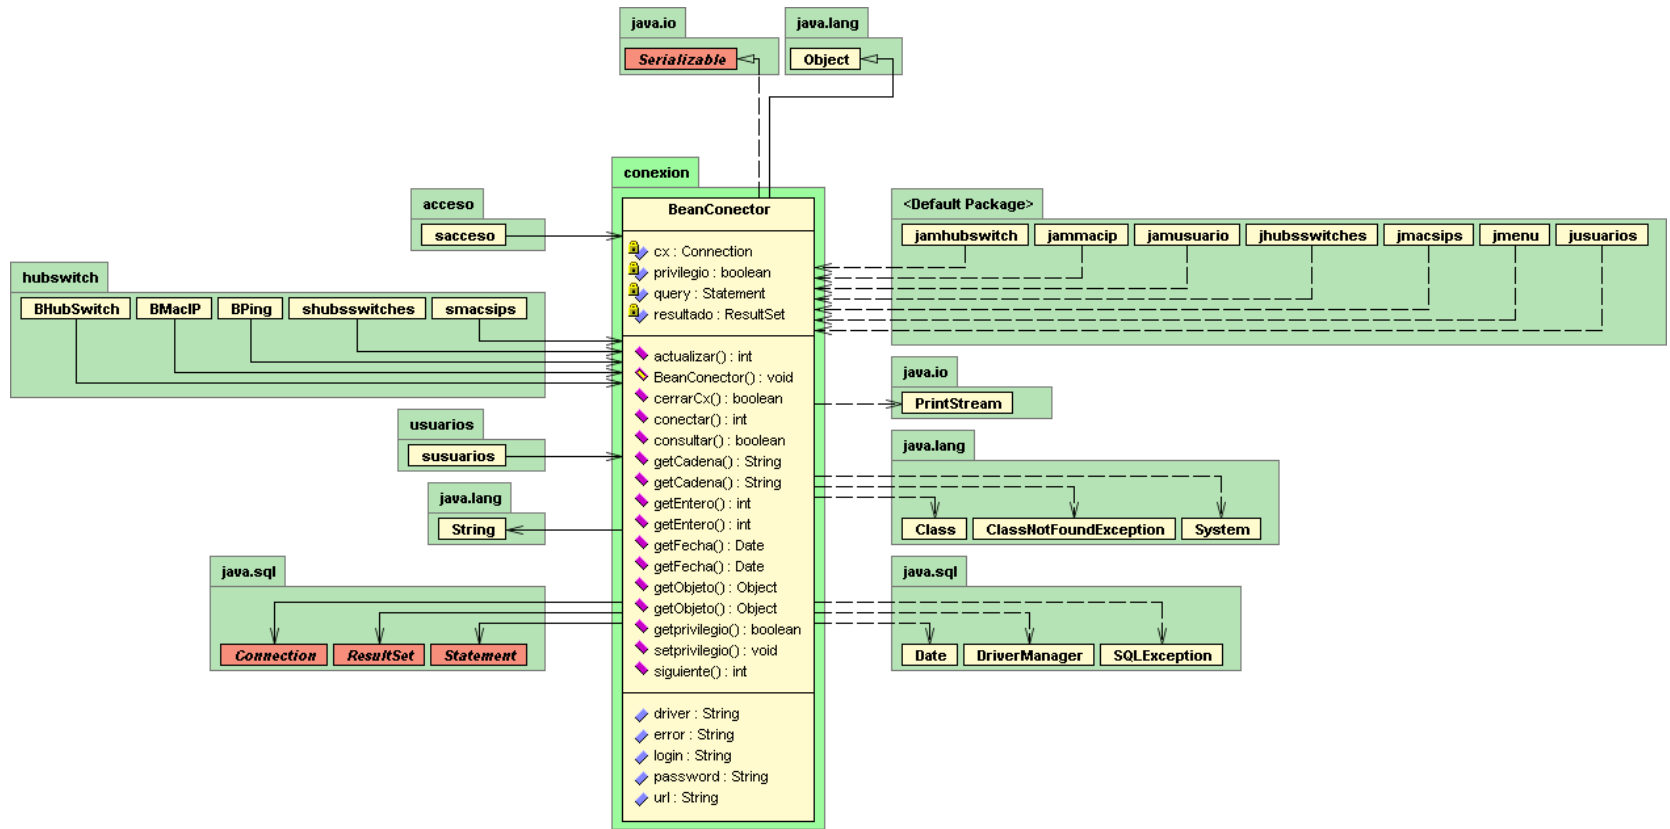 java.io
Serializable
java.lang
Object
conexion
BeanConector
cx : Connection
privilegio : boolean
query : Statement
resultado : ResultSet
actualizar() : int
BeanConector() : void
cerrarCx() : boolean
conectar() : int
consultar() : boolean
getCadena() : String
getCadena() : String
getEntero() : int
getEntero() : int
getFecha() : Date
getFecha() : Date
getObjeto() : Object
getObjeto() : Object
getprivilegio() : boolean
setprivilegio() : void
siguiente() : int
driver : String
error : String
login : String
password : String
url : String
acceso
sacceso
hubswitch
BHubSwitch BMacIP BPing shubsswitches smacsips
usuarios
susuarios
java.lang
String
java.sql
Connection ResultSet Statement
<Default Package>
jamhubswitch jammacip jamusuario jhubsswitches jmacsips jmenu jusuarios
java.io
PrintStream
java.lang
Class ClassNotFoundException System
java.sql
Date DriverManager SQLException